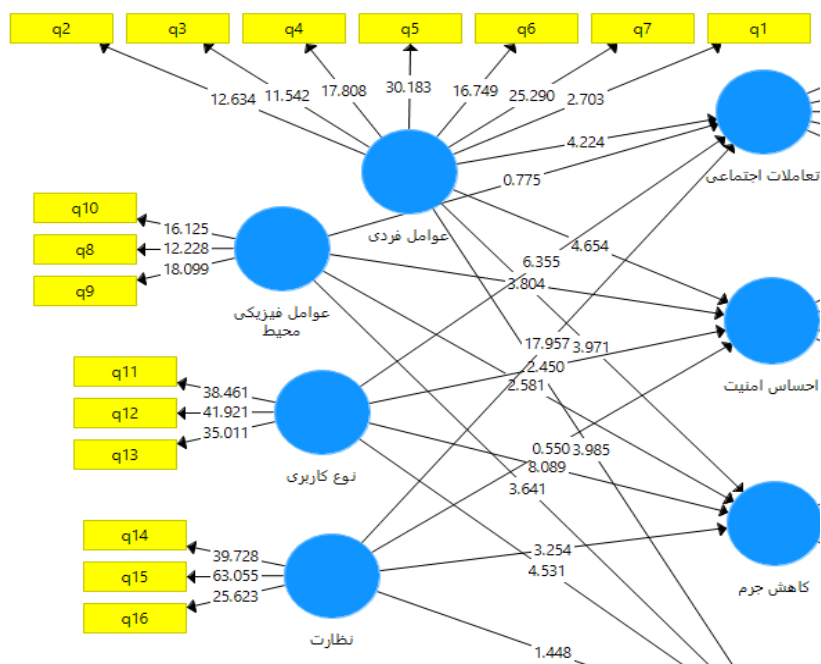 q2
q3
q4
q5
q6
q7
q1
12.634
11.542
17.808
30.183
16.749
25.290
2.703
4.224
0.775
تعاملات اجتماعی
عوامل فردی
q10
q8
q9
16.125
12.228
18.099
عوامل فیزیکی
محیط
4.654
6.355
3.804
احساس امنیت
17.957
3.971
2.450
2.581
q11
q12
q13
38.461
41.921
35.011
نوع کاربری
0.550
3.985
8.089
3.641
q14
q15
q16
39.728
63.055
25.623
نظارت
3.254
4.531
کاهش جرم
1.448